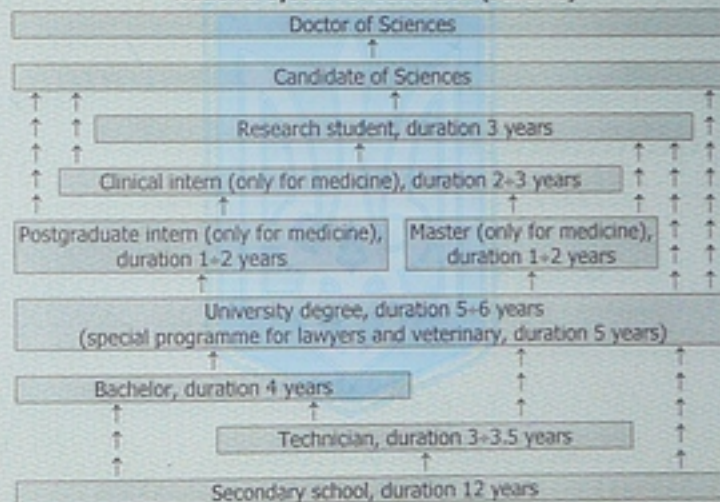 Doctor of Sciences
Candidate of Sciences
Research student, duration 3 years
Clinical intern (only for medicine), duration 2÷3 years
Postgraduate intern (only for medicine),
duration 1÷2 years
Master (only for medicine),
duration 1÷2 years
University degree, duration 5÷6 years
(special programme for lawyers and veterinary, duration 5 years)
Bachelor, duration 4 years
Technician, duration 3÷3.5 years
Secondary school, duration 12 years